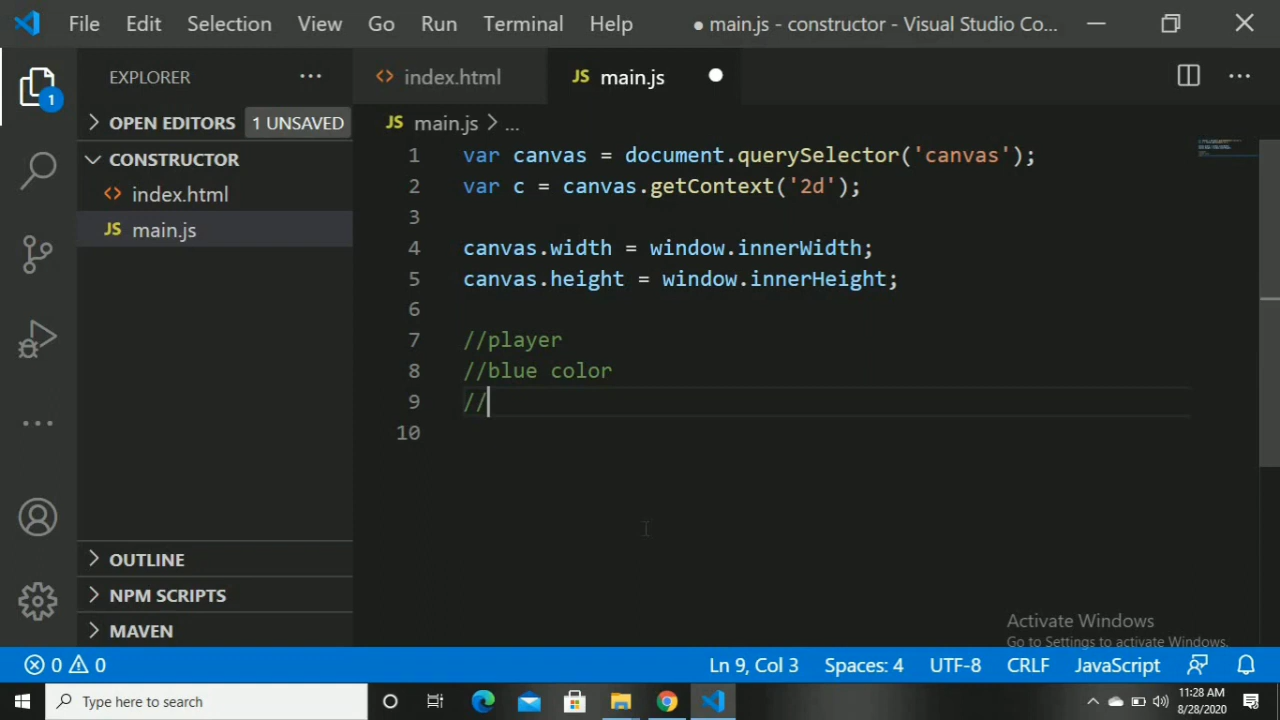 File Edit Selection View Go Run Terminal Help ● main.js - constructor - Visual Studio Co...
EXPLORER ...
index.html
JS main.js
1
OPEN EDITORS 1 UNSAVED
CONSTRUCTOR
index.html
JS main.js
OUTLINE
NPM SCRIPTS
MAVEN
JS main.js > ...
1 var canvas = document.querySelector('canvas');
2 var c = canvas.getContext('2d');
3
4 canvas.width = window.innerWidth;
5 canvas.height = window.innerHeight;
6
7 //player
8 //blue color
9 //
10
Activate Windows
Go to Settings to activate Windows.
0 0 Ln 9, Col 3 Spaces: 4 UTF-8 CRLF JavaScript
Type here to search
11:28 AM
8/28/2020